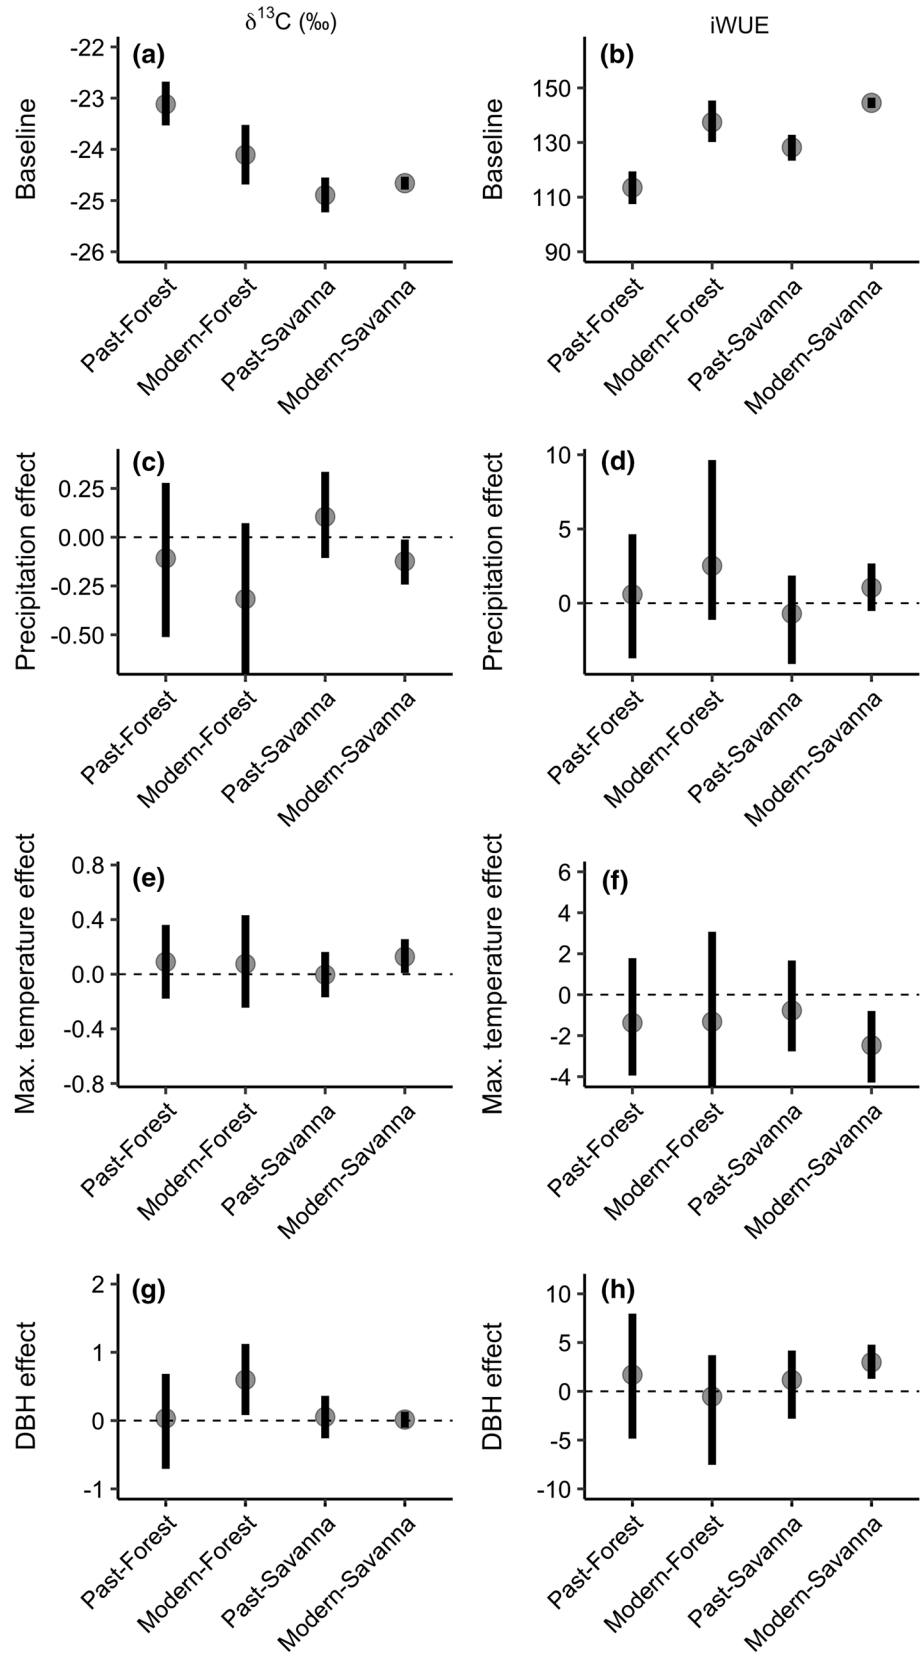 δ¹³C (‰)
iWUE
(a)
Baseline
-22
-23
-24
-25
-26
Past-Forest
Modern-Forest
Past-Savanna
Modern-Savanna
(b)
Baseline
150
130
110
90
Past-Forest
Modern-Forest
Past-Savanna
Modern-Savanna
(c)
Precipitation effect
0.25
0.00
-0.25
-0.50
Past-Forest
Modern-Forest
Past-Savanna
Modern-Savanna
(d)
Precipitation effect
10
5
0
Past-Forest
Modern-Forest
Past-Savanna
Modern-Savanna
(e)
Max. temperature effect
0.8
0.4
0.0
-0.4
-0.8
Past-Forest
Modern-Forest
Past-Savanna
Modern-Savanna
(f)
Max. temperature effect
6
4
2
0
-2
-4
Past-Forest
Modern-Forest
Past-Savanna
Modern-Savanna
(g)
DBH effect
2
1
0
-1
Past-Forest
Modern-Forest
Past-Savanna
Modern-Savanna
(h)
DBH effect
10
5
0
-5
-10
Past-Forest
Modern-Forest
Past-Savanna
Modern-Savanna